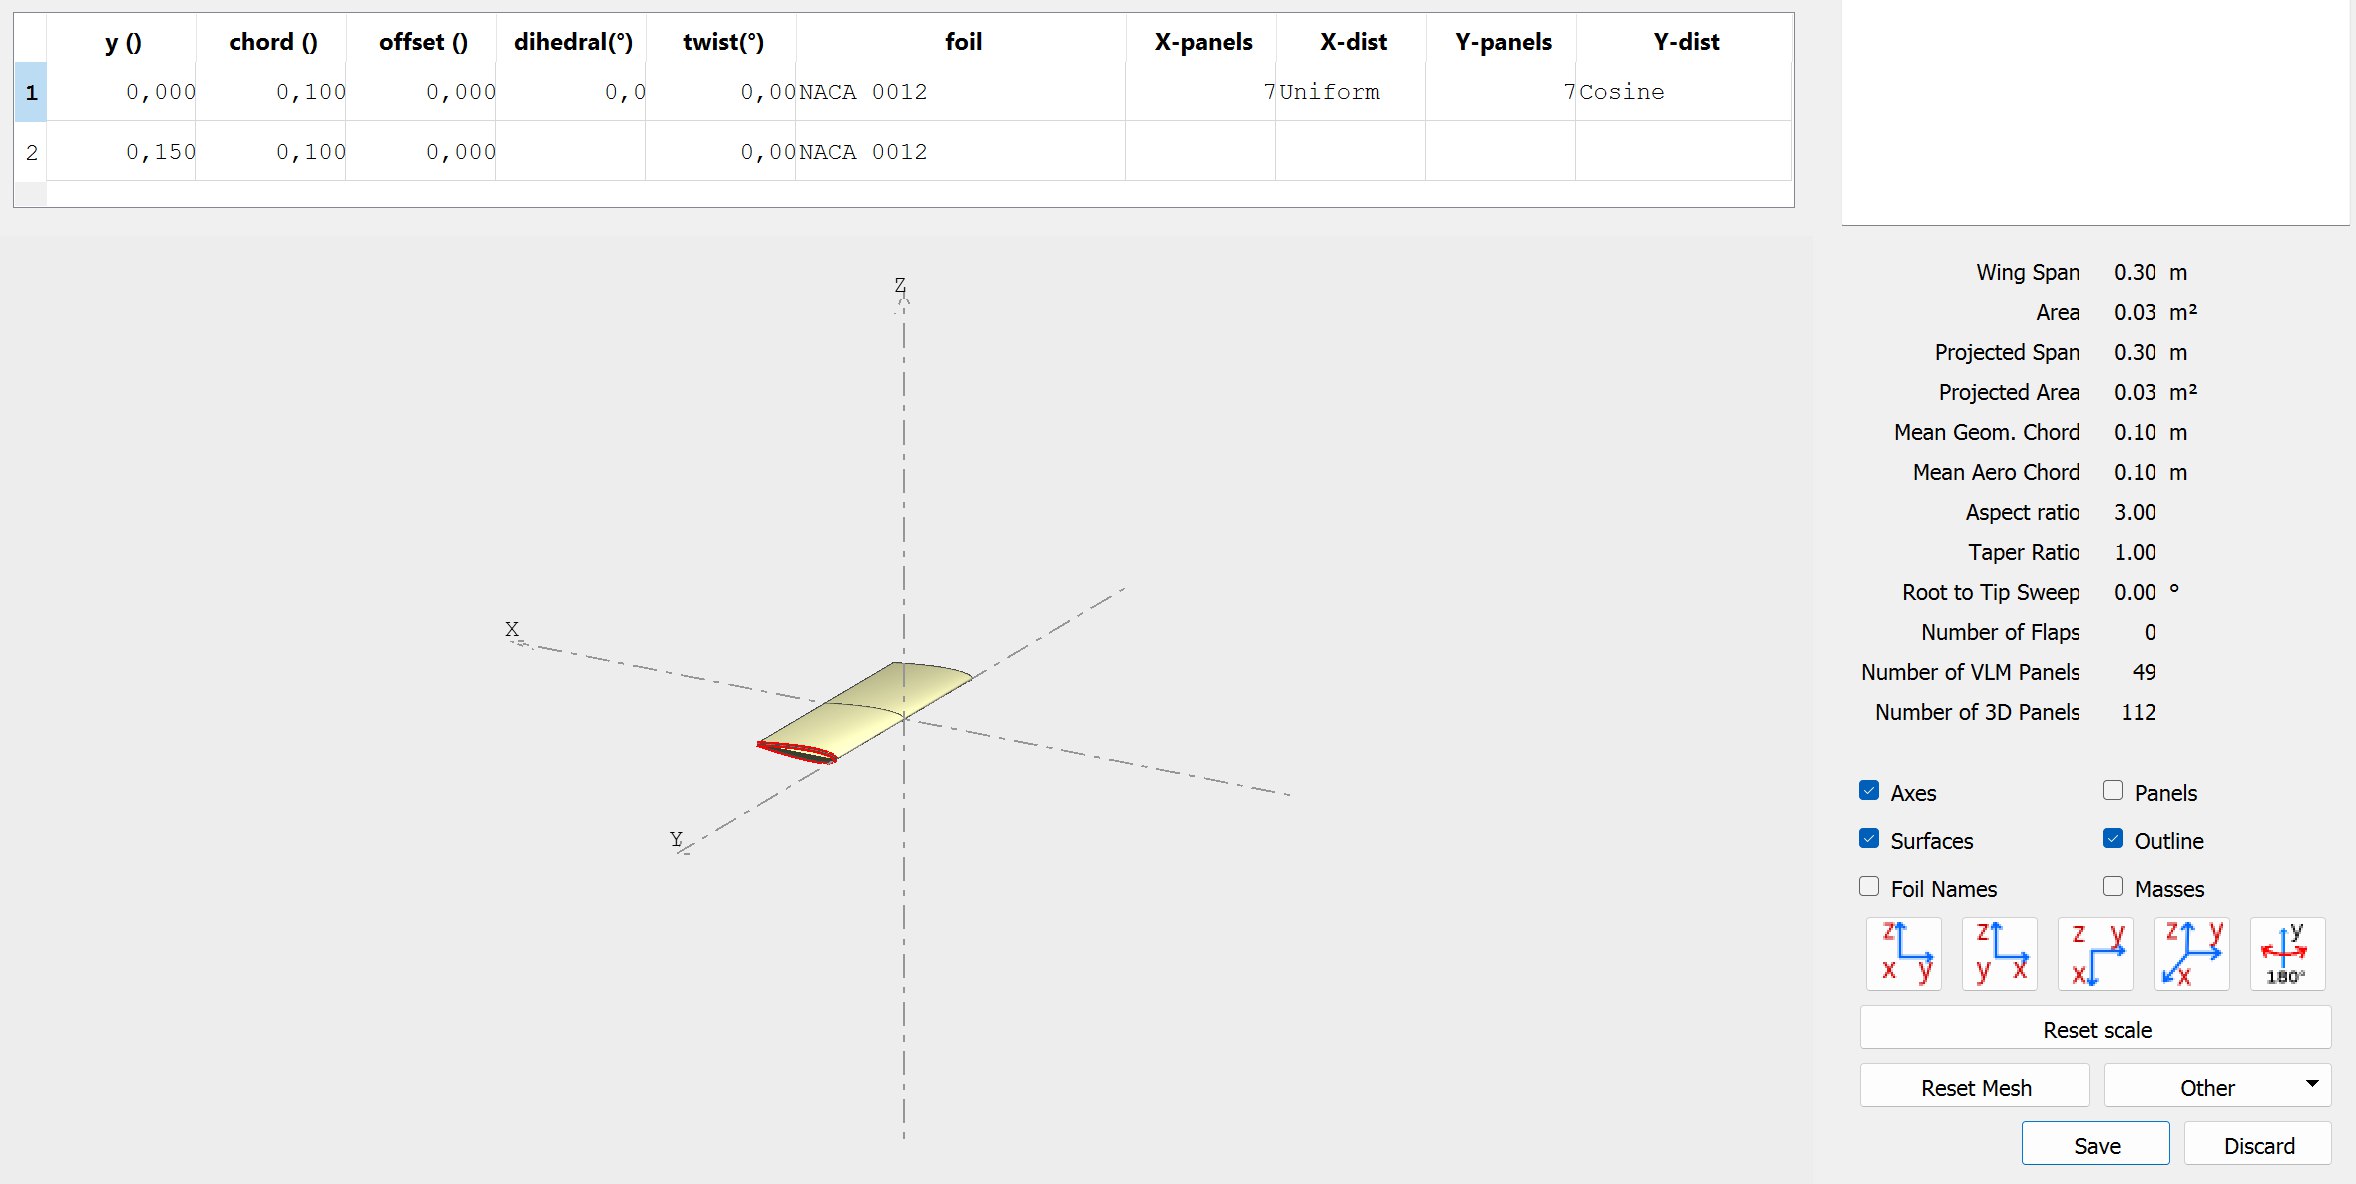 y () chord () offset () dihedral(°) twist(°) foil X-panels X-dist Y-panels Y-dist
1 0,000 0,100 0,000 0,0 0,00 NACA 0012 7 Uniform 7 Cosine
2 0,150 0,100 0,000 0,00 NACA 0012
Z
X
Y
Wing Span 0.30 m
Area 0.03 m²
Projected Span 0.30 m
Projected Area 0.03 m²
Mean Geom. Chord 0.10 m
Mean Aero Chord 0.10 m
Aspect ratio 3.00
Taper Ratio 1.00
Root to Tip Sweep 0.00 °
Number of Flaps 0
Number of VLM Panels 49
Number of 3D Panels 112
Axes Panels
Surfaces Outline
Foil Names Masses
z x y
z y x
z y x
z y x
y 180°
Reset scale
Reset Mesh Other
Save Discard